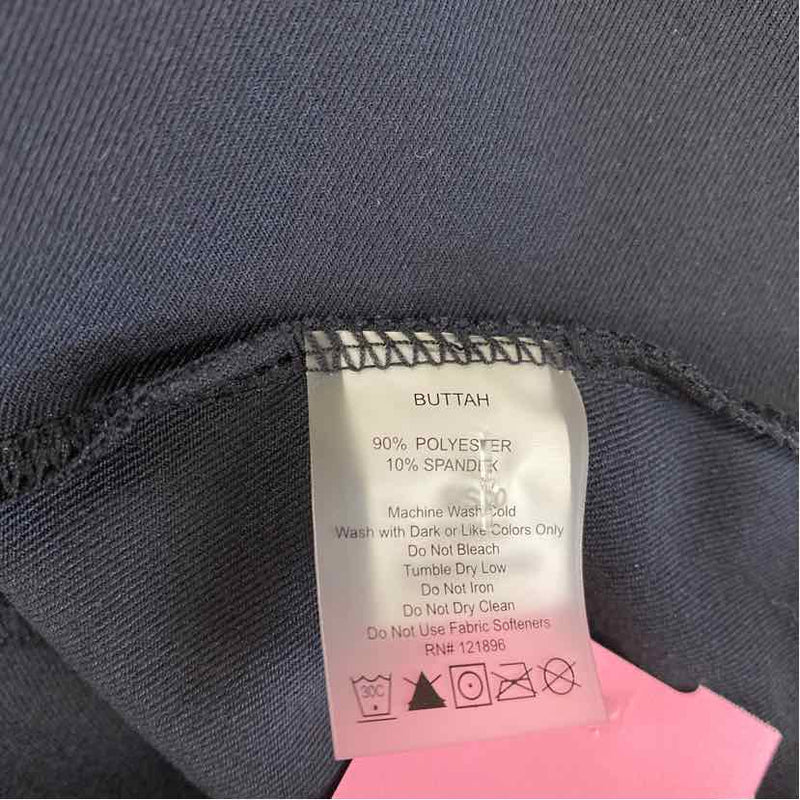 BUTTAH
90% POLYESTER
10% SPANDEX
Machine Wash Cold
Wash with Dark or Like Colors Only
Do Not Bleach
Tumble Dry Low
Do Not Iron
Do Not Dry Clean
Do Not Use Fabric Softeners
RN# 121896
30C